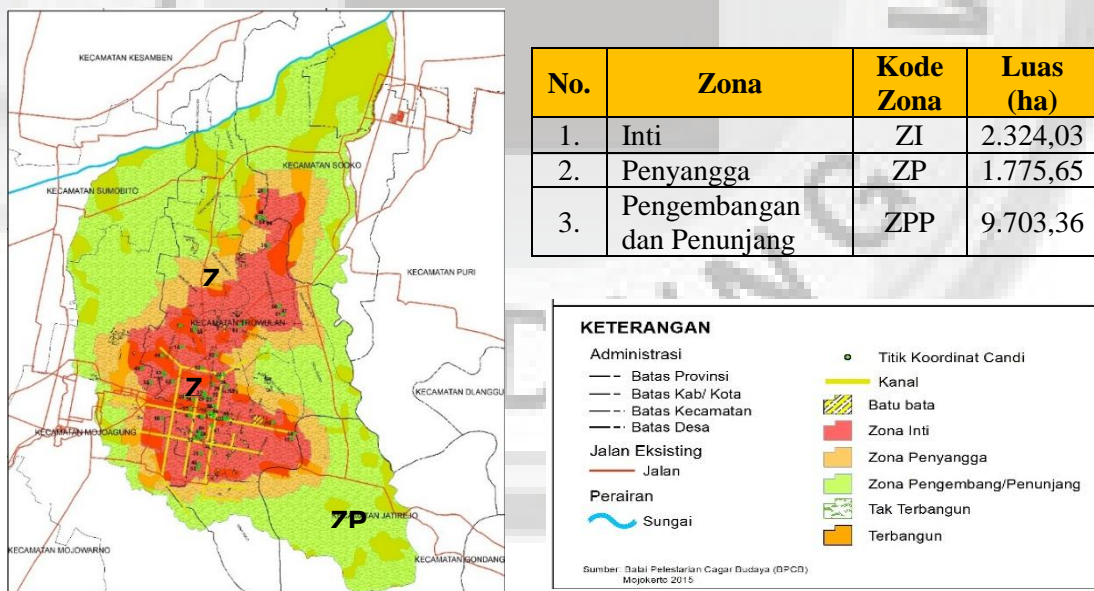 KECAMATAN KESAMBEN
KECAMATAN SOOKO
KECAMATAN SUMOBITO
KECAMATAN PURI
7
KECAMATAN TROWULAN
7
KECAMATAN DLANGGU
KECAMATAN MOJOAGUNG
7P
KECAMATAN JATIREJO
KECAMATAN MOJOWARNO
KECAMATAN GONDANG
No. Zona Kode Zona Luas (ha)
1. Inti ZI 2.324,03
2. Penyangga ZP 1.775,65
3. Pengembangan dan Penunjang ZPP 9.703,36
KETERANGAN
Administrasi
Batas Provinsi
Batas Kab/ Kota
Batas Kecamatan
Batas Desa
Jalan Eksisting
Jalan
Perairan
Sungai
Titik Koordinat Candi
Kanal
Batu bata
Zona Inti
Zona Penyangga
Zona Pengembang/Penunjang
Tak Terbangun
Terbangun
Sumber: Balai Pelestarian Cagar Budaya (BPCB)
Mojokerto 2015